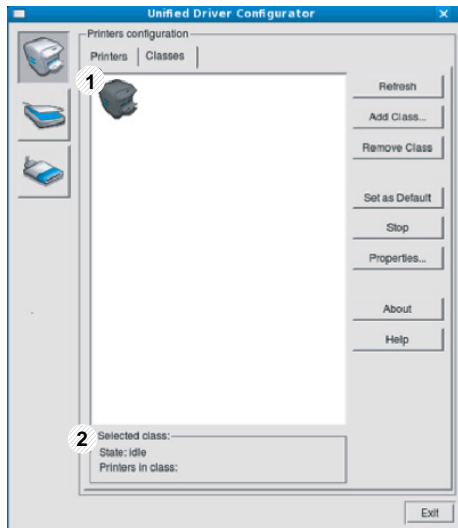 Unified Driver Configurator
Printers configuration
Printers Classes
1
Refresh
Add Class...
Remove Class
Set as Default
Stop
Properties...
About
Help
2 Selected class:
State: idle
Printers in class:
Exit